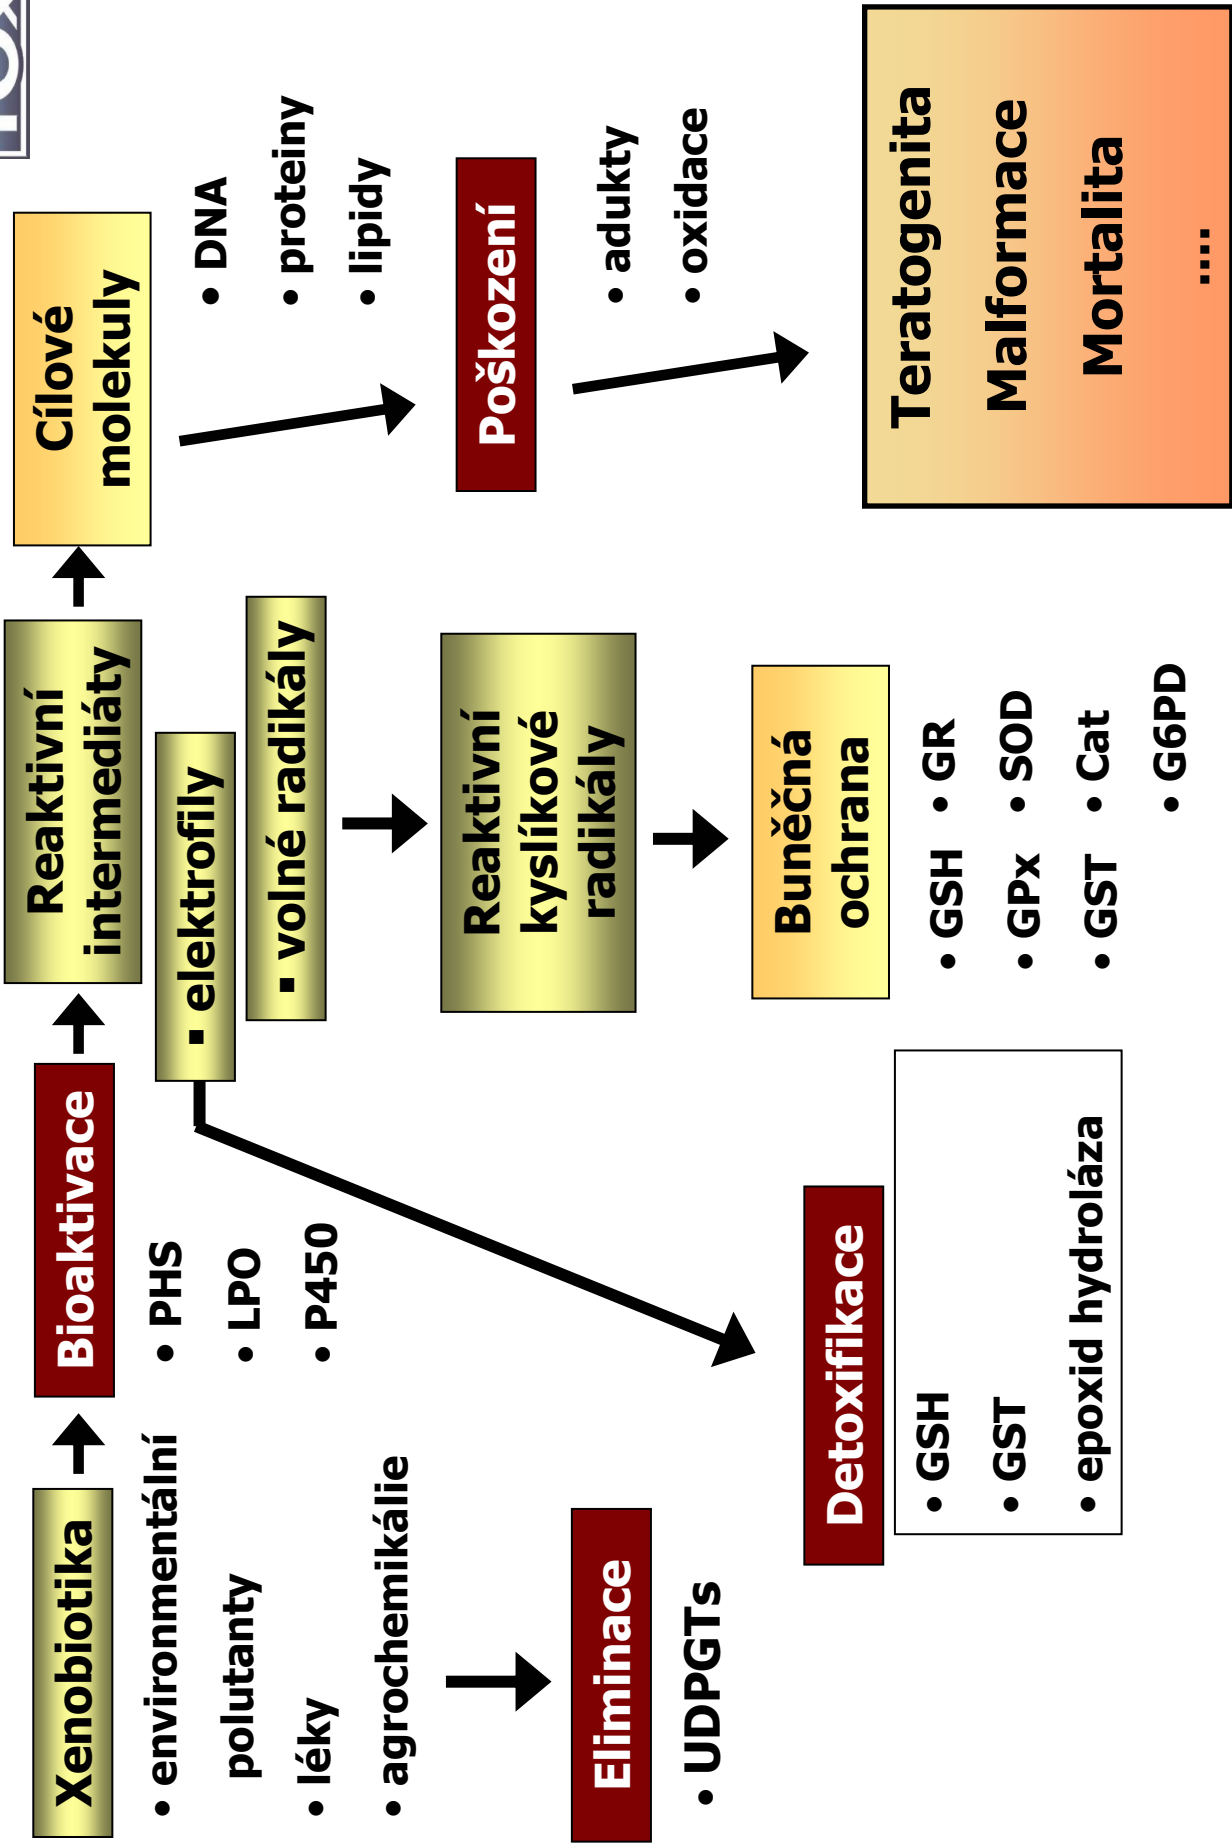 Xenobiotika
• environmentální
polutanty
• léky
• agrochemikálie
Eliminace
• UDPGTs
Bioaktivace
• PHS
• LPO
• P450
Detoxifikace
• GSH
• GST
• epoxid hydroláza
Reaktivní
intermediáty
▪ elektrofily
▪ volné radikály
Reaktivní
kyslíkové
radikály
Buněčná
ochrana
• GSH • GR
• GPx • SOD
• GST • Cat
• G6PD
Cílové
molekuly
• DNA
• proteiny
• lipidy
Poškození
• adukty
• oxidace
Teratogenita
Malformace
Mortalita
....